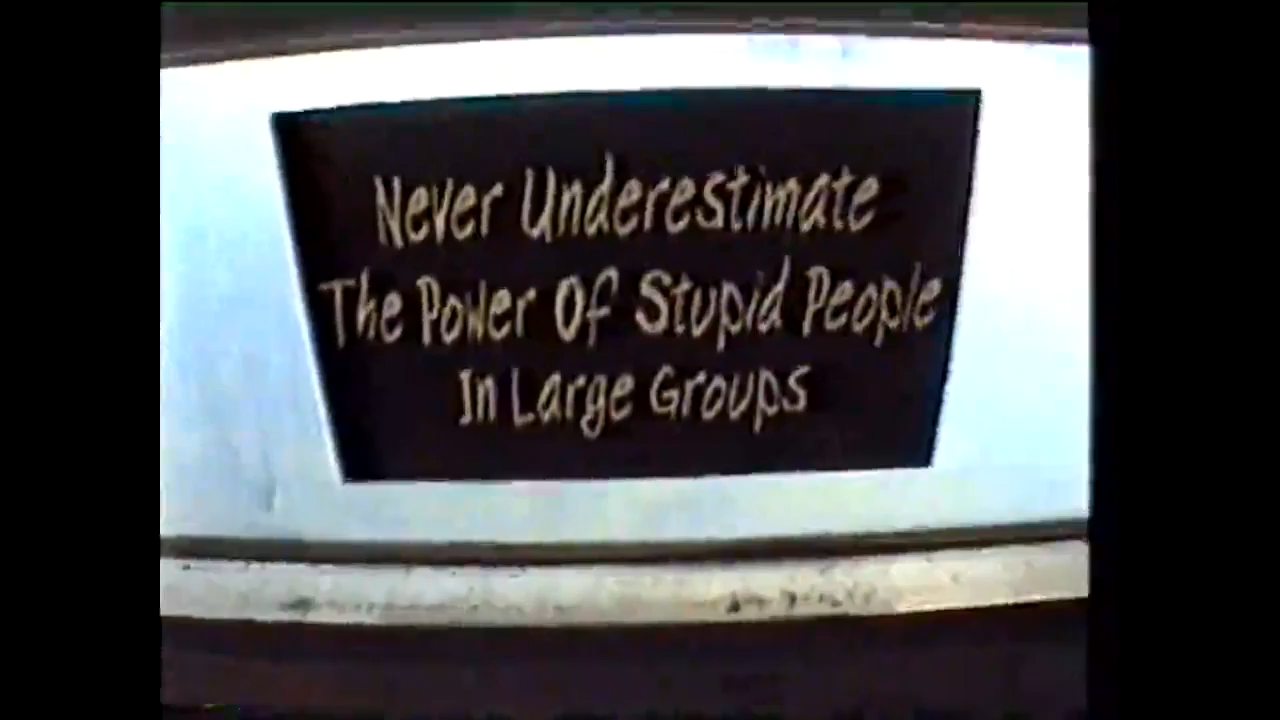 Never Underestimate
The Power Of Stupid People
In Large Groups